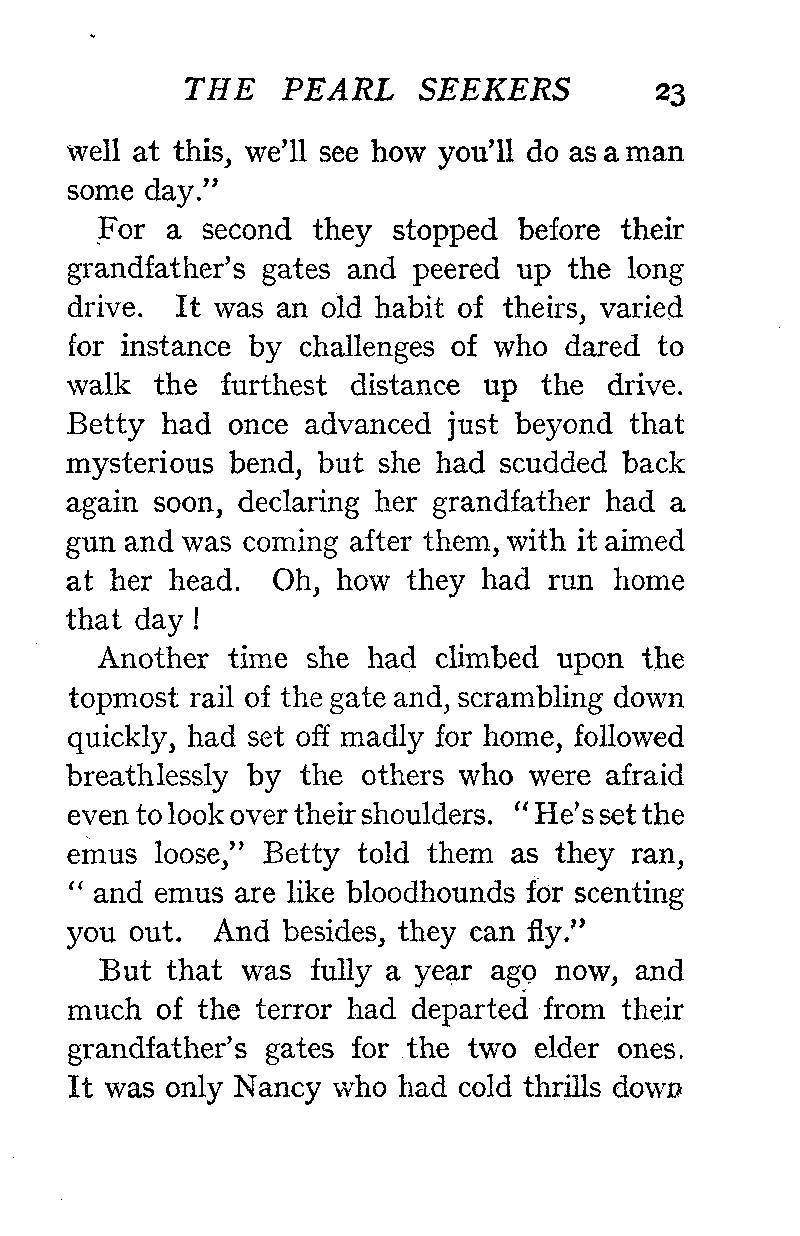 THE PEARL SEEKERS 23
well at this, we'll see how you'll do as a man
some day."
For a second they stopped before their
grandfather's gates and peered up the long
drive. It was an old habit of theirs, varied
for instance by challenges of who dared to
walk the furthest distance up the drive.
Betty had once advanced just beyond that
mysterious bend, but she had scudded back
again soon, declaring her grandfather had a
gun and was coming after them, with it aimed
at her head. Oh, how they had run home
that day !
Another time she had climbed upon the
topmost rail of the gate and, scrambling down
quickly, had set off madly for home, followed
breathlessly by the others who were afraid
even to look over their shoulders. "He's set the
emus loose," Betty told them as they ran,
" and emus are like bloodhounds for scenting
you out. And besides, they can fly."
But that was fully a year ago now, and
much of the terror had departed from their
grandfather's gates for the two elder ones.
It was only Nancy who had cold thrills down